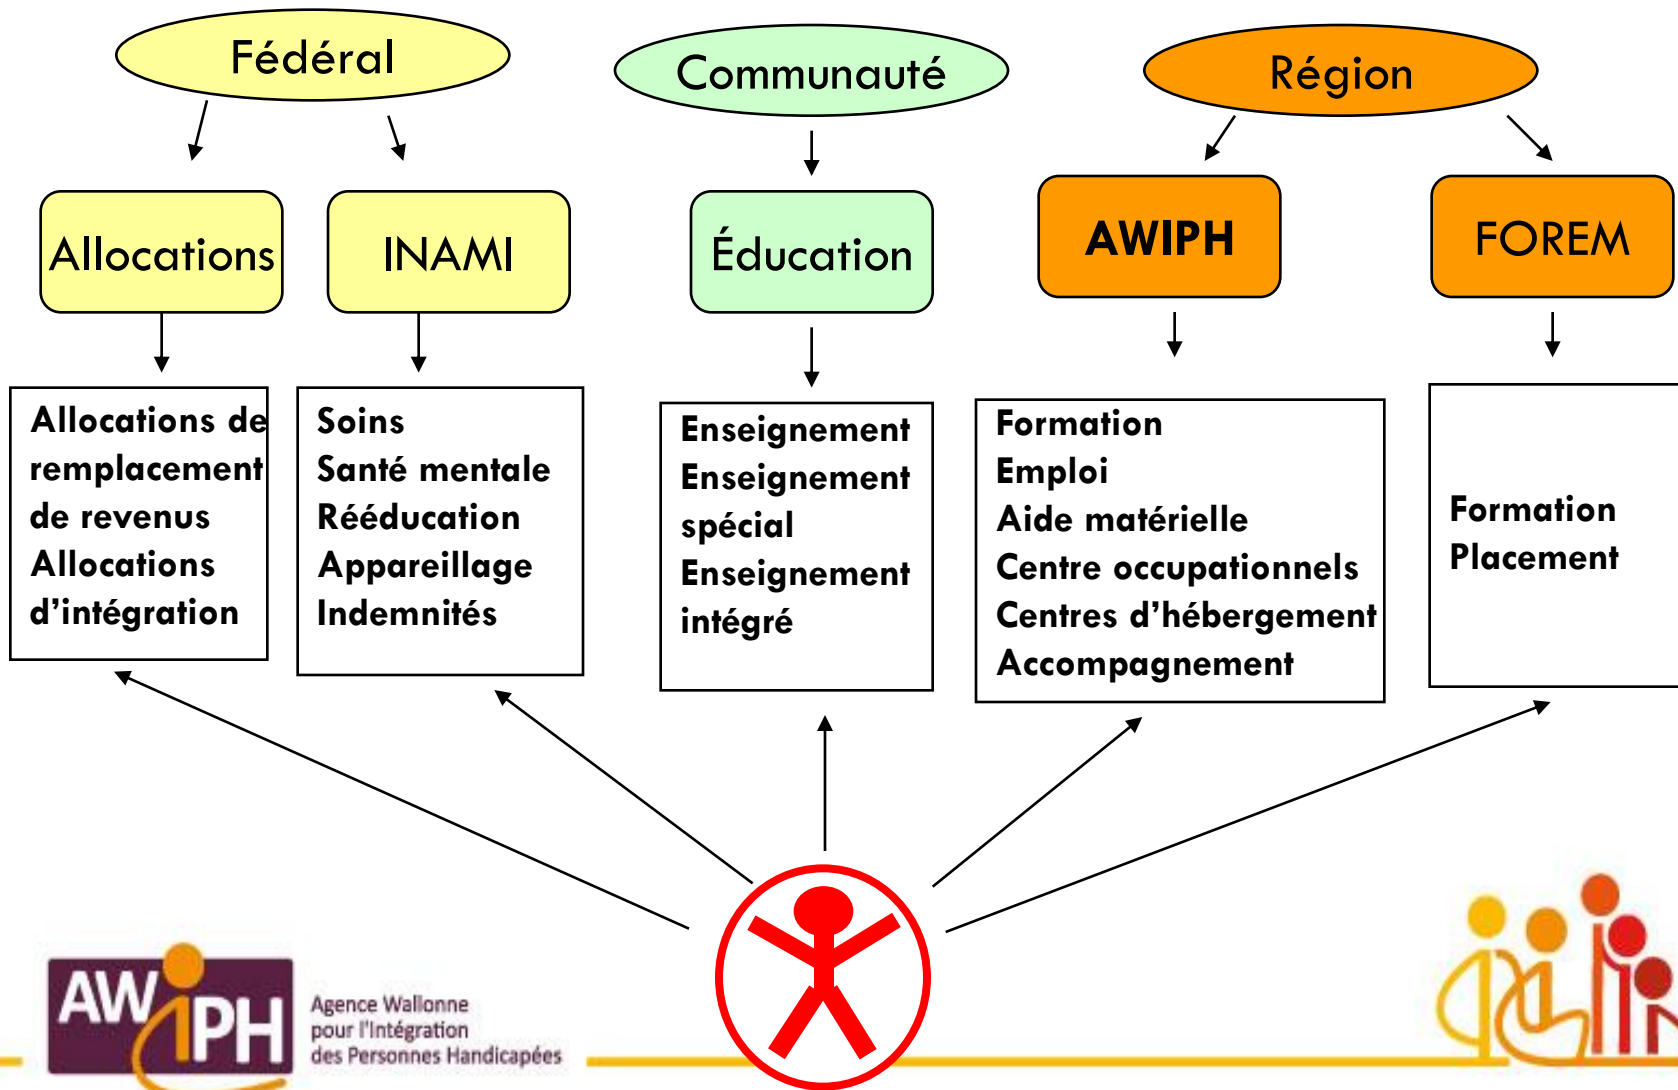 Fédéral
Communauté
Région
Allocations
INAMI
Éducation
AWIPH
FOREM
Allocations de
remplacement
de revenus
Allocations
d'intégration
Soins
Santé mentale
Rééducation
Appareillage
Indemnités
Enseignement
Enseignement
spécial
Enseignement
intégré
Formation
Emploi
Aide matérielle
Centre occupationnels
Centres d'hébergement
Accompagnement
Formation
Placement
AWiPH
Agence Wallonne
pour l'Intégration
des Personnes Handicapées